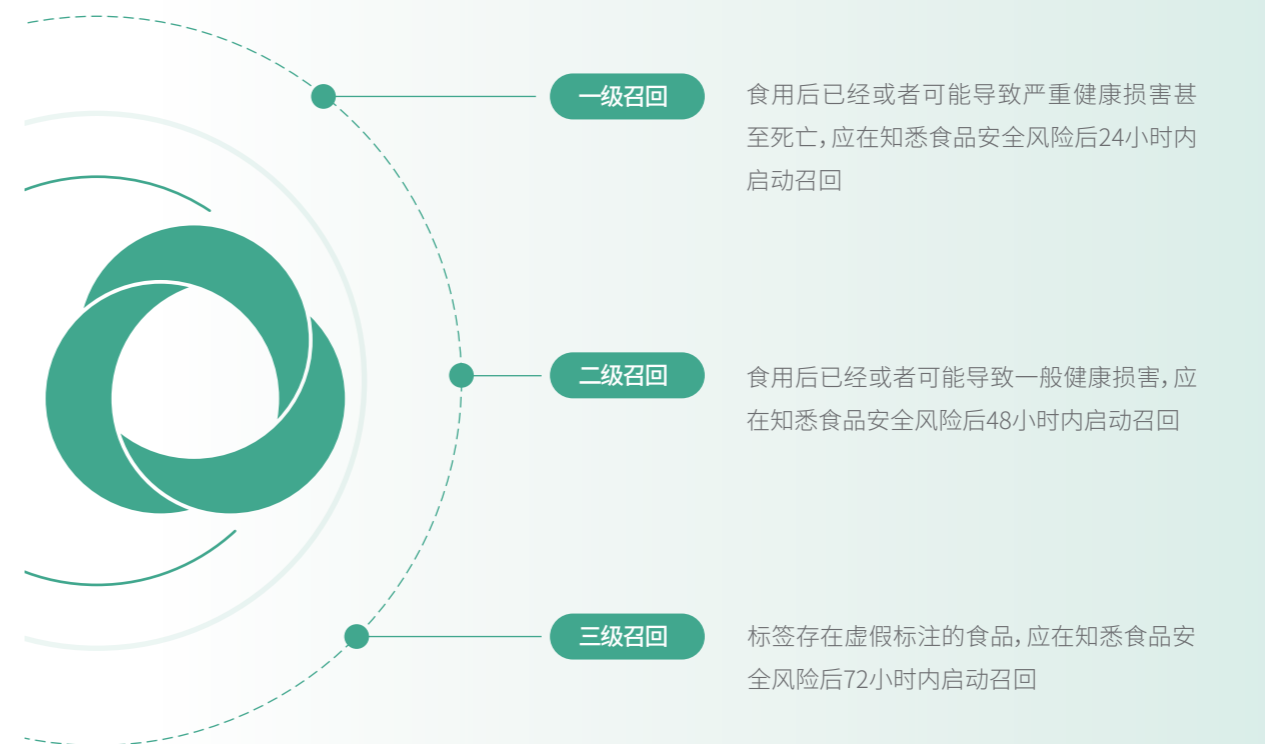 一级召回
食用后已经或者可能导致严重健康损害甚
至死亡，应在知悉食品安全风险后24小时内
启动召回
二级召回
食用后已经或者可能导致一般健康损害，应
在知悉食品安全风险后48小时内启动召回
三级召回
标签存在虚假标注的食品，应在知悉食品安
全风险后72小时内启动召回